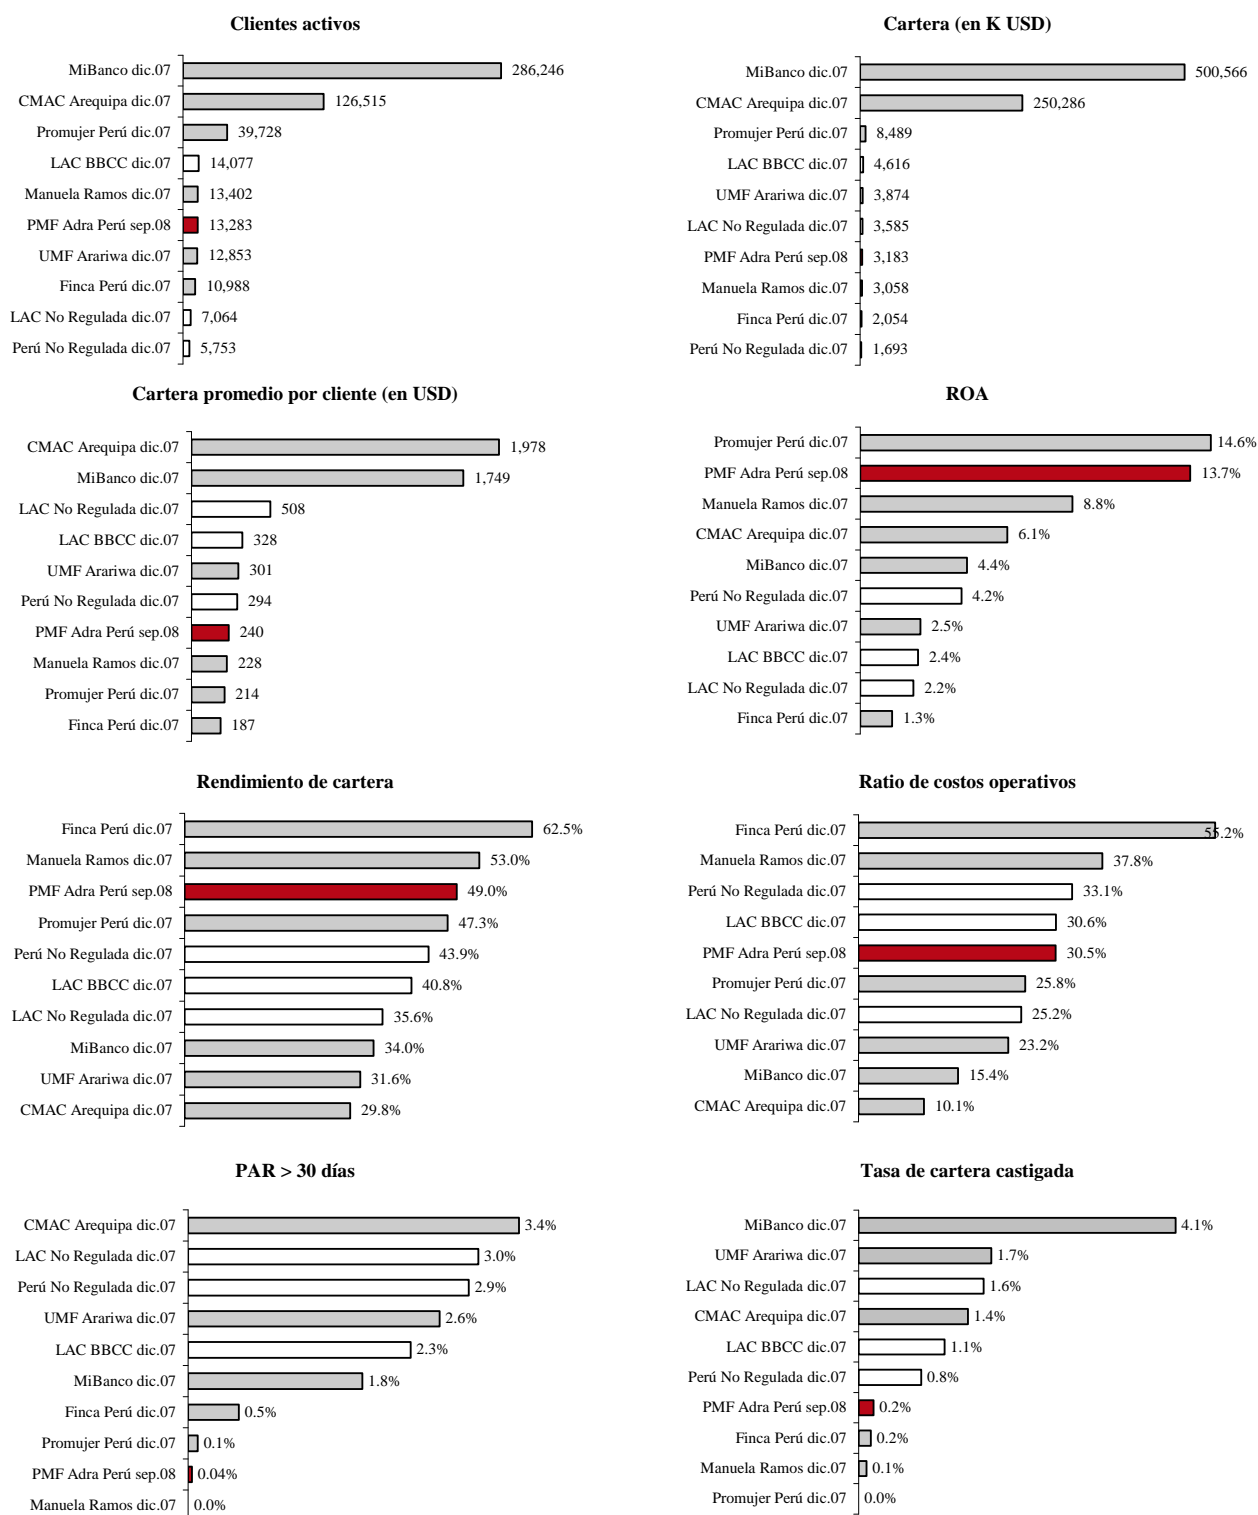 Clientes activos
MiBanco dic.07 286,246
CMAC Arequipa dic.07 126,515
Promujer Perú dic.07 39,728
LAC BBCC dic.07 14,077
Manuela Ramos dic.07 13,402
PMF Adra Perú sep.08 13,283
UMF Arariwa dic.07 12,853
Finca Perú dic.07 10,988
LAC No Regulada dic.07 7,064
Perú No Regulada dic.07 5,753
Cartera (en K USD)
MiBanco dic.07 500,566
CMAC Arequipa dic.07 250,286
Promujer Perú dic.07 8,489
LAC BBCC dic.07 4,616
UMF Arariwa dic.07 3,874
LAC No Regulada dic.07 3,585
PMF Adra Perú sep.08 3,183
Manuela Ramos dic.07 3,058
Finca Perú dic.07 2,054
Perú No Regulada dic.07 1,693
Cartera promedio por cliente (en USD)
CMAC Arequipa dic.07 1,978
MiBanco dic.07 1,749
LAC No Regulada dic.07 508
LAC BBCC dic.07 328
UMF Arariwa dic.07 301
Perú No Regulada dic.07 294
PMF Adra Perú sep.08 240
Manuela Ramos dic.07 228
Promujer Perú dic.07 214
Finca Perú dic.07 187
ROA
Promujer Perú dic.07 14.6%
PMF Adra Perú sep.08 13.7%
Manuela Ramos dic.07 8.8%
CMAC Arequipa dic.07 6.1%
MiBanco dic.07 4.4%
Perú No Regulada dic.07 4.2%
UMF Arariwa dic.07 2.5%
LAC BBCC dic.07 2.4%
LAC No Regulada dic.07 2.2%
Finca Perú dic.07 1.3%
Rendimiento de cartera
Finca Perú dic.07 62.5%
Manuela Ramos dic.07 53.0%
PMF Adra Perú sep.08 49.0%
Promujer Perú dic.07 47.3%
Perú No Regulada dic.07 43.9%
LAC BBCC dic.07 40.8%
LAC No Regulada dic.07 35.6%
MiBanco dic.07 34.0%
UMF Arariwa dic.07 31.6%
CMAC Arequipa dic.07 29.8%
Ratio de costos operativos
Finca Perú dic.07 55.2%
Manuela Ramos dic.07 37.8%
Perú No Regulada dic.07 33.1%
LAC BBCC dic.07 30.6%
PMF Adra Perú sep.08 30.5%
Promujer Perú dic.07 25.8%
LAC No Regulada dic.07 25.2%
UMF Arariwa dic.07 23.2%
MiBanco dic.07 15.4%
CMAC Arequipa dic.07 10.1%
PAR > 30 días
CMAC Arequipa dic.07 3.4%
LAC No Regulada dic.07 3.0%
Perú No Regulada dic.07 2.9%
UMF Arariwa dic.07 2.6%
LAC BBCC dic.07 2.3%
MiBanco dic.07 1.8%
Finca Perú dic.07 0.5%
Promujer Perú dic.07 0.1%
PMF Adra Perú sep.08 0.04%
Manuela Ramos dic.07 0.0%
Tasa de cartera castigada
MiBanco dic.07 4.1%
UMF Arariwa dic.07 1.7%
LAC No Regulada dic.07 1.6%
CMAC Arequipa dic.07 1.4%
LAC BBCC dic.07 1.1%
Perú No Regulada dic.07 0.8%
PMF Adra Perú sep.08 0.2%
Finca Perú dic.07 0.2%
Manuela Ramos dic.07 0.1%
Promujer Perú dic.07 0.0%